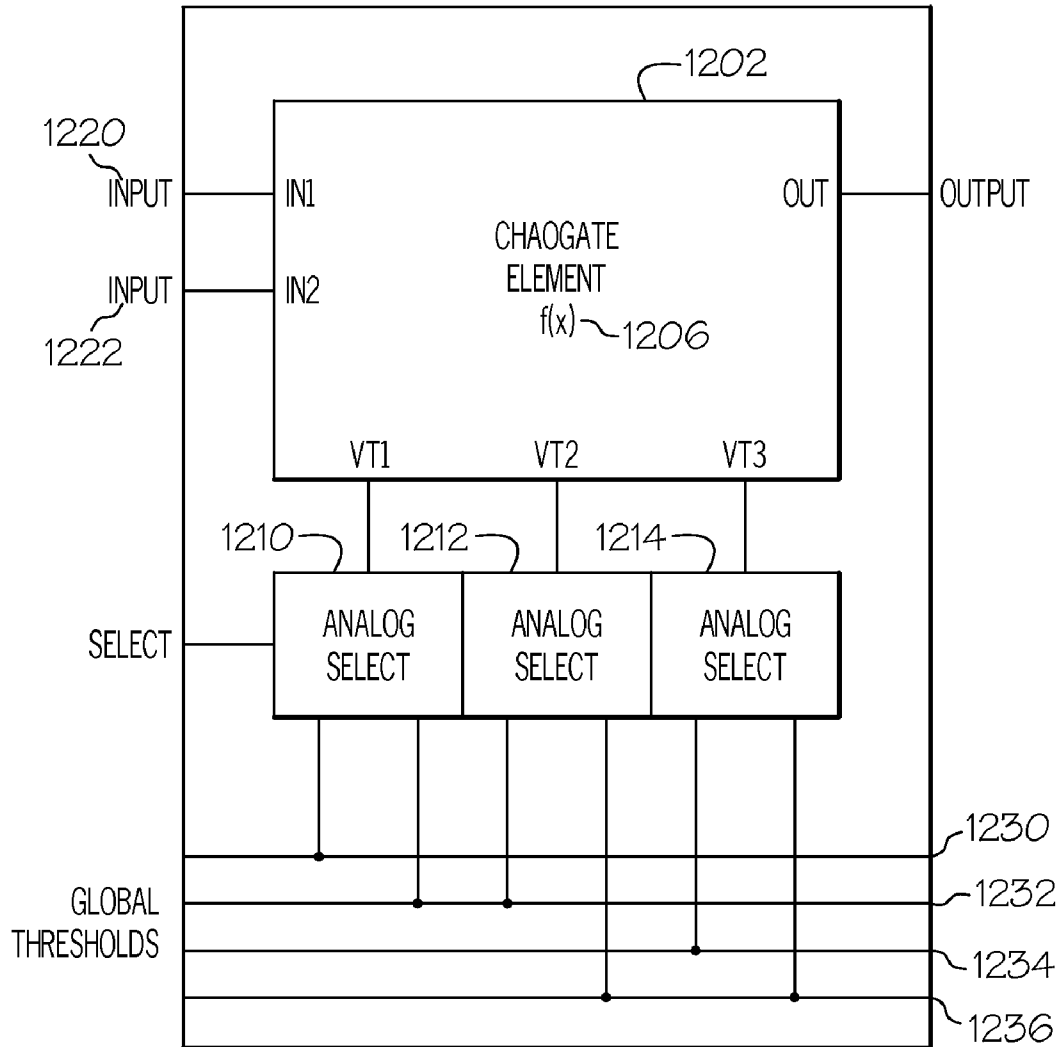 1202
1220
INPUT
IN1
OUT
OUTPUT
CHAOGATE
ELEMENT
f(x)
1206
INPUT
IN2
1222
VT1
VT2
VT3
1210
1212
1214
SELECT
ANALOG
SELECT
ANALOG
SELECT
ANALOG
SELECT
1230
GLOBAL
THRESHOLDS
1232
1234
1236